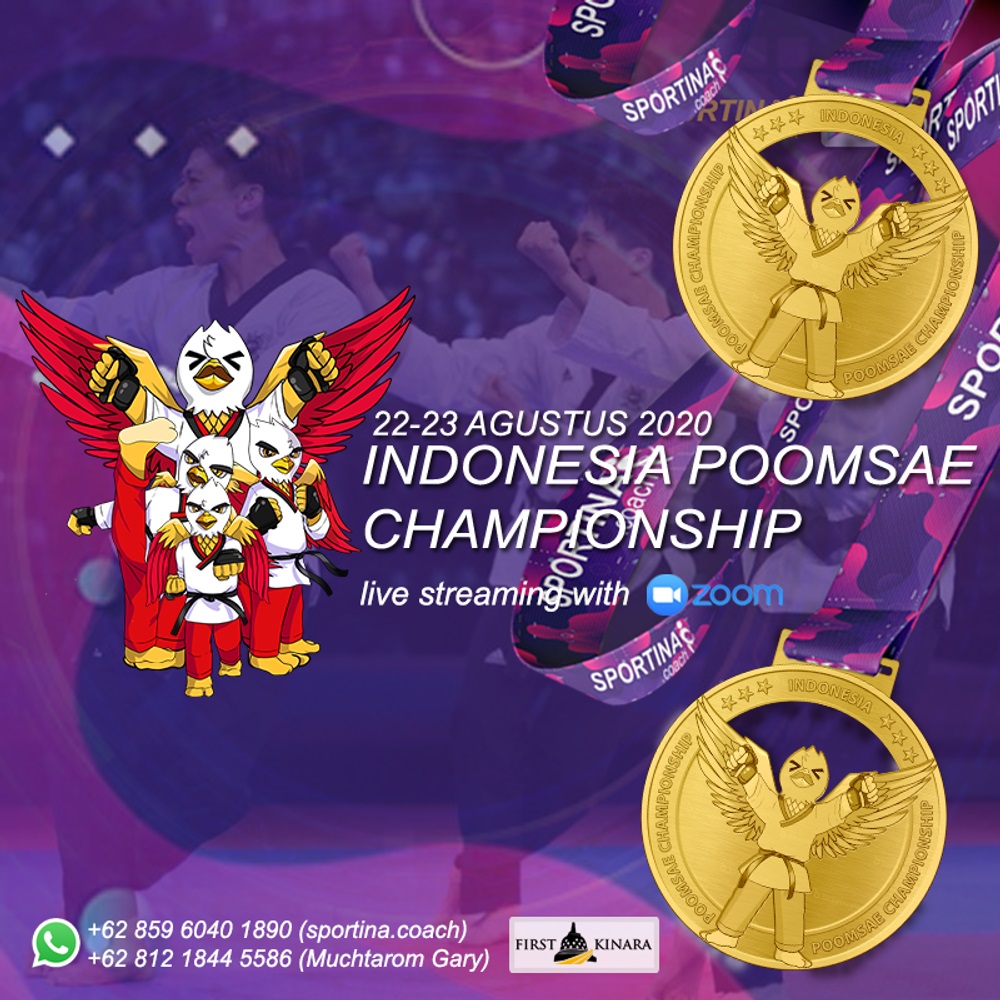 SPORTINA
.coach
INDONESIA
POOMSAE CHAMPIONSHIP
POOMSAE CHAMPIONSHIP
22-23 AGUSTUS 2020
INDONESIA POOMSAE
CHAMPIONSHIP
live streaming with zoom
SPORTINA
.coach
SPORTINA
.coach
INDONESIA
POOMSAE CHAMPIONSHIP
POOMSAE CHAMPIONSHIP
+62 859 6040 1890 (sportina.coach)
+62 812 1844 5586 (Muchtarom Gary)
FIRST KINARA